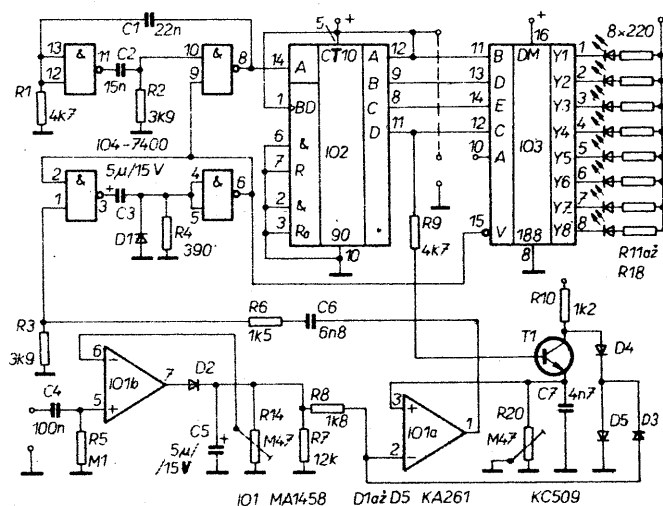 C1 22n
5 +
+
16
8×220
13
12
&
11
C2
15n
10
9
&
8
14
A
CT10
A
12
11
B
DM
Y1
1
B
9
13
D
Y2
2
R1
4k7
R2
3k9
1
BD
C
8
14
E
Y3
3
IO4-7400
6
&
D
11
12
C
IO3
Y4
4
5µ/15V
7
R
IO2
10
A
Y5
5
2
&
+
3
4
5
&
6
Y6
6
1
C3
2
&
Y7
7
D1
R4
390
3
R9
15
V
Y8
8
90
10
4k7
188
8
R11až
R18
R3
3k9
R6
1k5
C6
6n8
R10
1k2
T1
D4
6
-
IO1b
7
D2
C4
5
+
100n
R5
M1
C5
+
5µ/
/15V
R14
M47
R8
1k8
R7
12k
3
+
IO1a
1
2
-
R20
M47
C7
4n7
D5
D3
IO1 MA1458
D1až D5 KA261
KC509